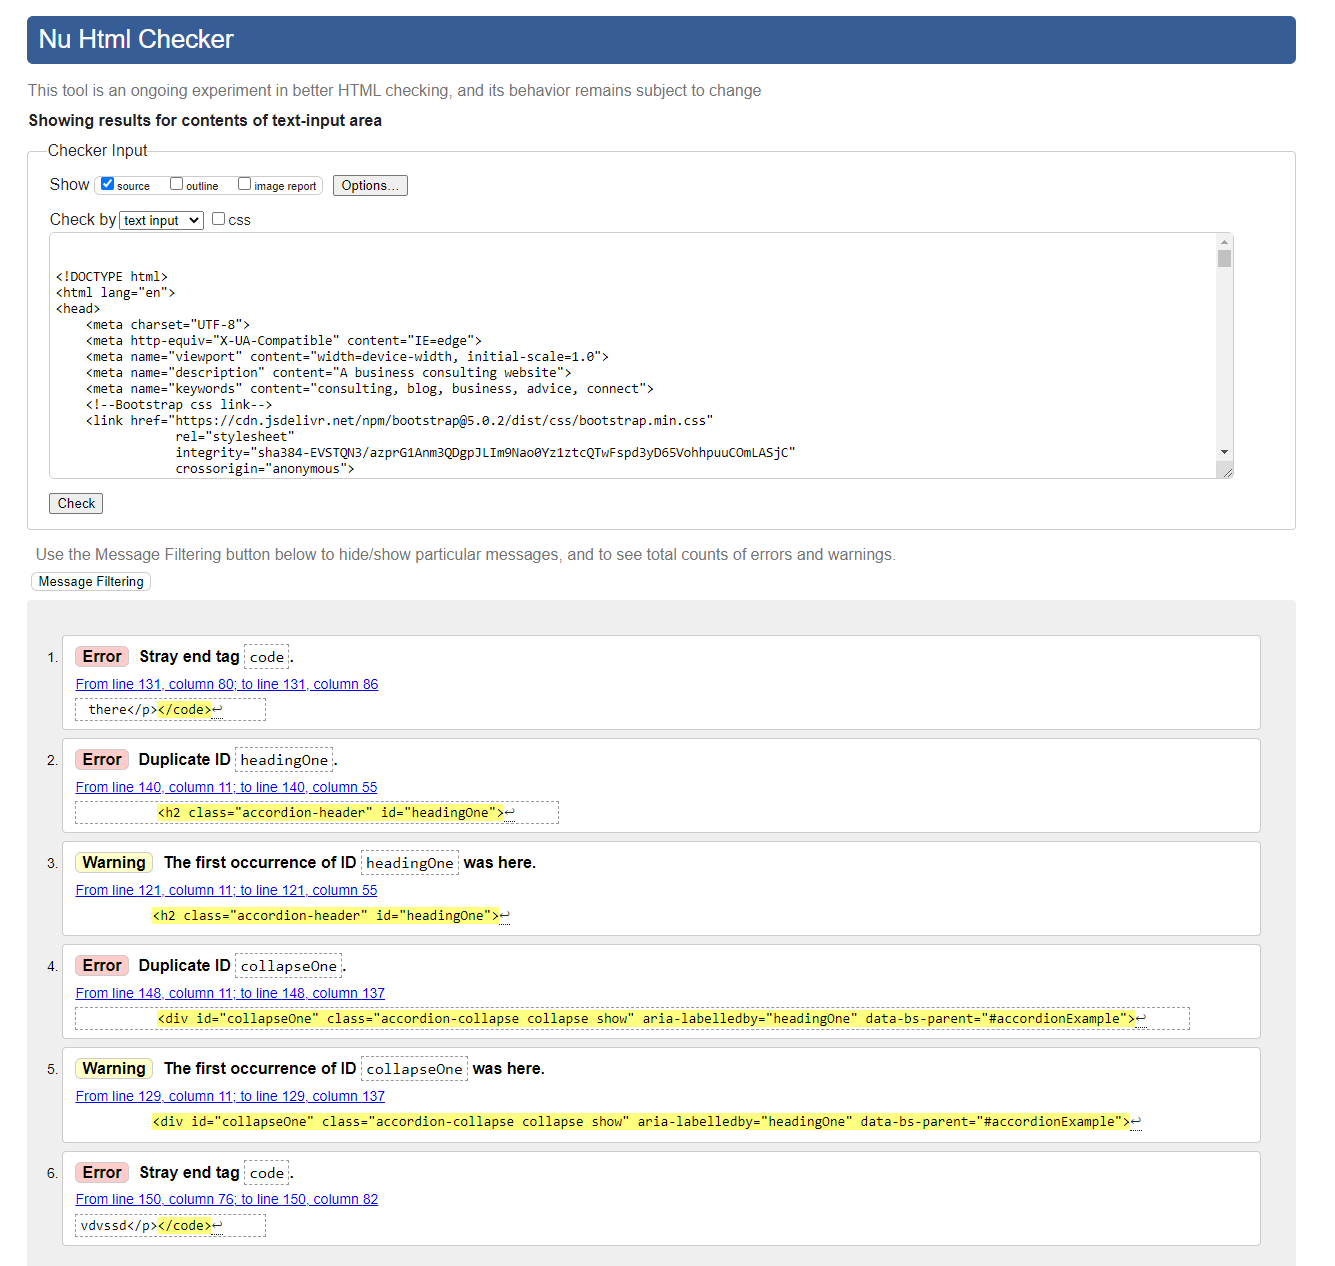 Nu Html Checker
This tool is an ongoing experiment in better HTML checking, and its behavior remains subject to change
Showing results for contents of text-input area
Checker Input
Show source outline image report Options...
Check by text input css
<!DOCTYPE html>
<html lang="en">
<head>
<meta charset="UTF-8">
<meta http-equiv="X-UA-Compatible" content="IE=edge">
<meta name="viewport" content="width=device-width, initial-scale=1.0">
<meta name="description" content="A business consulting website">
<meta name="keywords" content="consulting, blog, business, advice, connect">
<!--Bootstrap css link-->
<link href="https://cdn.jsdelivr.net/npm/bootstrap@5.0.2/dist/css/bootstrap.min.css"
rel="stylesheet"
integrity="sha384-EVSTQN3/azprG1Anm3QDgpJLIm9Nao0Yz1ztcQTwFspd3yD65VohhpuuCOmLASjC"
crossorigin="anonymous">
Check
Use the Message Filtering button below to hide/show particular messages, and to see total counts of errors and warnings.
Message Filtering
1. Error Stray end tag code.
From line 131, column 80; to line 131, column 86
there</p></code>↩
2. Error Duplicate ID headingOne.
From line 140, column 11; to line 140, column 55
<h2 class="accordion-header" id="headingOne">↩
3. Warning The first occurrence of ID headingOne was here.
From line 121, column 11; to line 121, column 55
<h2 class="accordion-header" id="headingOne">↩
4. Error Duplicate ID collapseOne.
From line 148, column 11; to line 148, column 137
<div id="collapseOne" class="accordion-collapse collapse show" aria-labelledby="headingOne" data-bs-parent="#accordionExample">↩
5. Warning The first occurrence of ID collapseOne was here.
From line 129, column 11; to line 129, column 137
<div id="collapseOne" class="accordion-collapse collapse show" aria-labelledby="headingOne" data-bs-parent="#accordionExample">↩
6. Error Stray end tag code.
From line 150, column 76; to line 150, column 82
vdvssd</p></code>↩